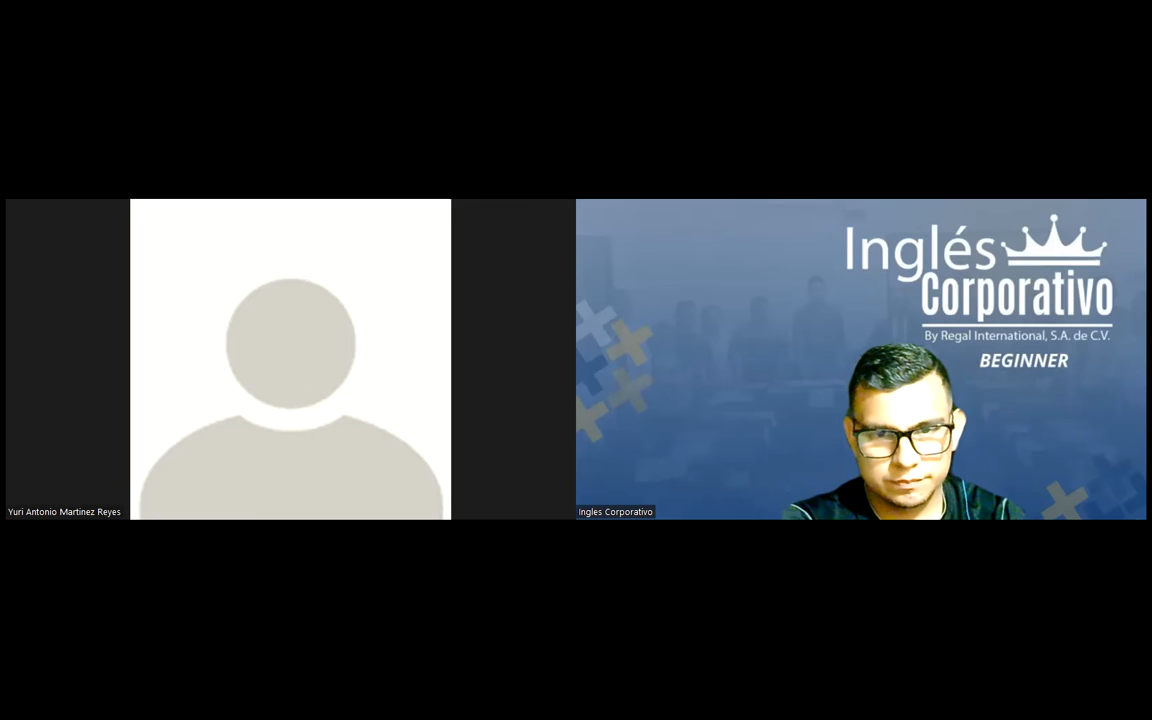 Inglés
Corporativo
By Regal International, S.A. de C.V.
BEGINNER
Yuri Antonio Martinez Reyes
Ingles Corporativo